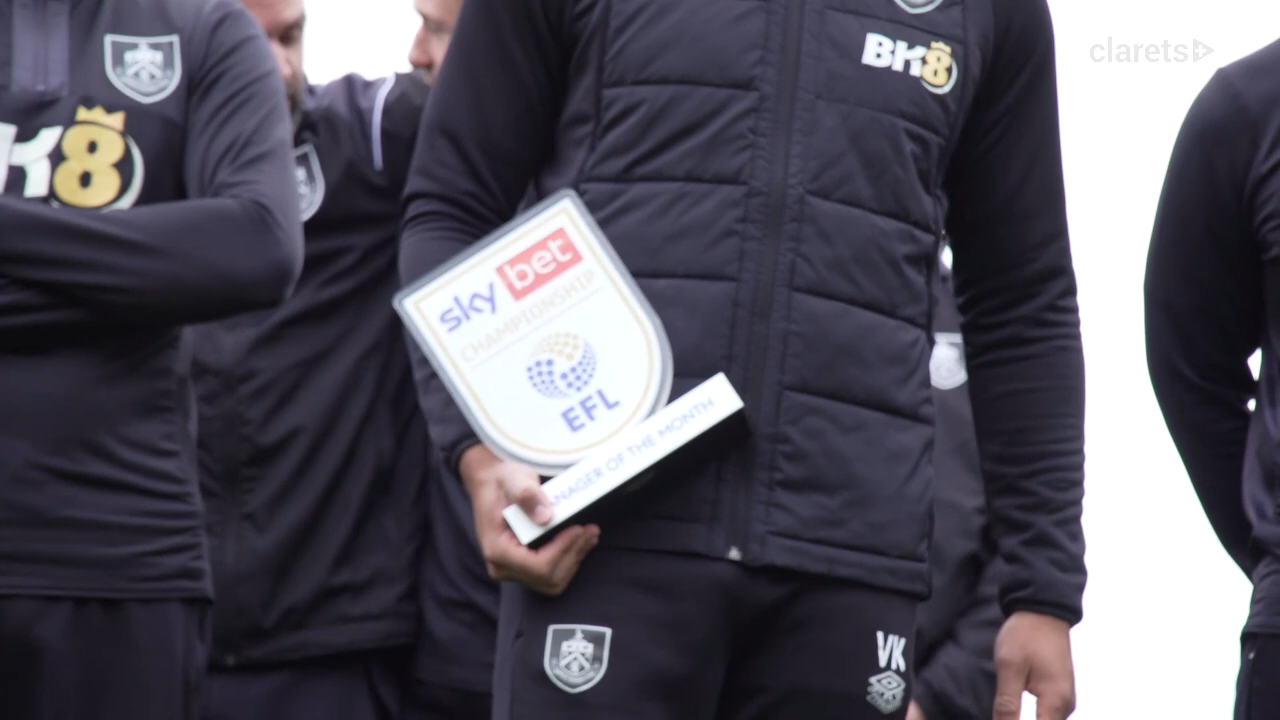 clarets
BK8
K8
sky bet
CHAMPIONSHIP
EFL
NAGER OF THE MONTH
VK